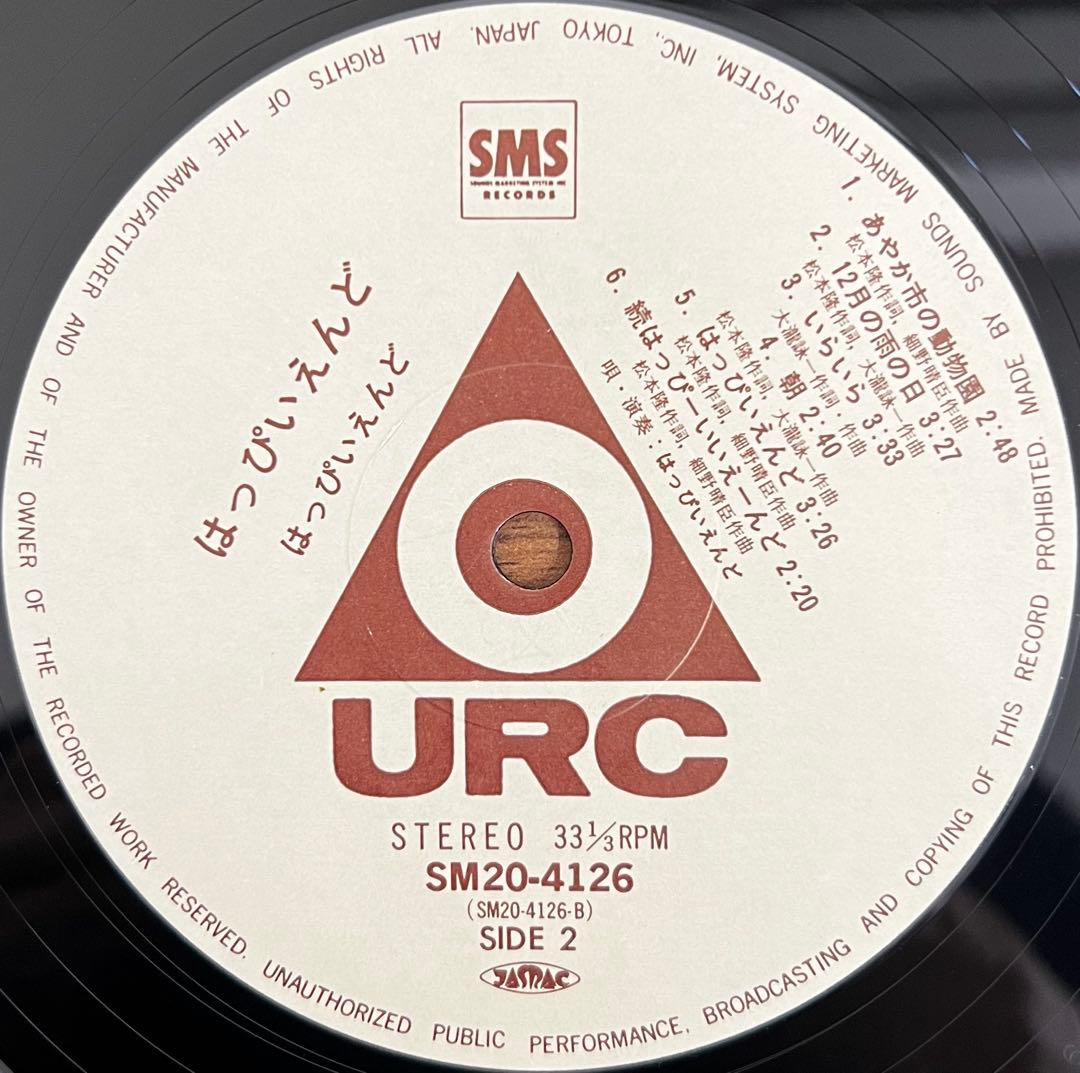 SMS
SOUNDS MARKETING SYSTEM INC
RECORDS
はっぴいえんど
はっぴいえんど
1. あやか市の動物園 2:48
松本隆作詞, 細野晴臣作曲
2. 12月の雨の日 3:27
松本隆作詞, 大瀧詠一作曲
3. いらいら 3:33
大瀧詠一作詞・作曲
4. 朝 2:40
松本隆作詞, 大瀧詠一作曲
5. はっぴいえんど 3:26
松本隆作詞, 細野晴臣作曲
6. 続はっぴーいいえーんど 2:20
松本隆作詞, 細野晴臣作曲
唄・演奏：はっぴいえんど
URC
STEREO 33⅓RPM
SM20-4126
(SM20-4126-B)
SIDE 2
JASRAC
MADE BY SOUNDS MARKETING SYSTEM, INC., TOKYO JAPAN. ALL RIGHTS OF THE MANUFACTURER AND OF THE OWNER OF THE RECORDED WORK RESERVED. UNAUTHORIZED PUBLIC PERFORMANCE, BROADCASTING AND COPYING OF THIS RECORD PROHIBITED.